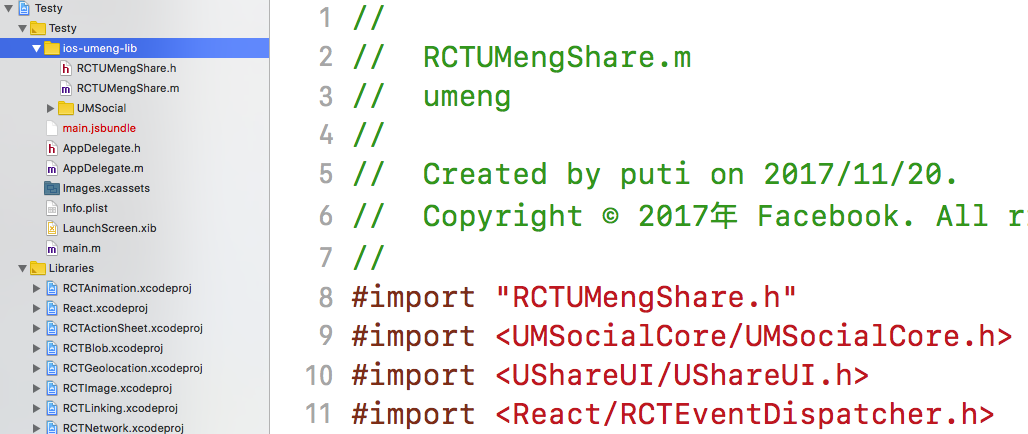 Testy
Testy
ios-umeng-lib
RCTUMengShare.h
RCTUMengShare.m
UMSocial
main.jsbundle
AppDelegate.h
AppDelegate.m
Images.xcassets
Info.plist
LaunchScreen.xib
main.m
Libraries
RCTAnimation.xcodeproj
React.xcodeproj
RCTActionSheet.xcodeproj
RCTBlob.xcodeproj
RCTGeolocation.xcodeproj
RCTImage.xcodeproj
RCTLinking.xcodeproj
RCTNetwork.xcodeproj
1 //
2 // RCTUMengShare.m
3 // umeng
4 //
5 // Created by puti on 2017/11/20.
6 // Copyright © 2017年 Facebook. All
7 //
8 #import "RCTUMengShare.h"
9 #import <UMSocialCore/UMSocialCore.h>
10 #import <UShareUI/UShareUI.h>
11 #import <React/RCTEventDispatcher.h>